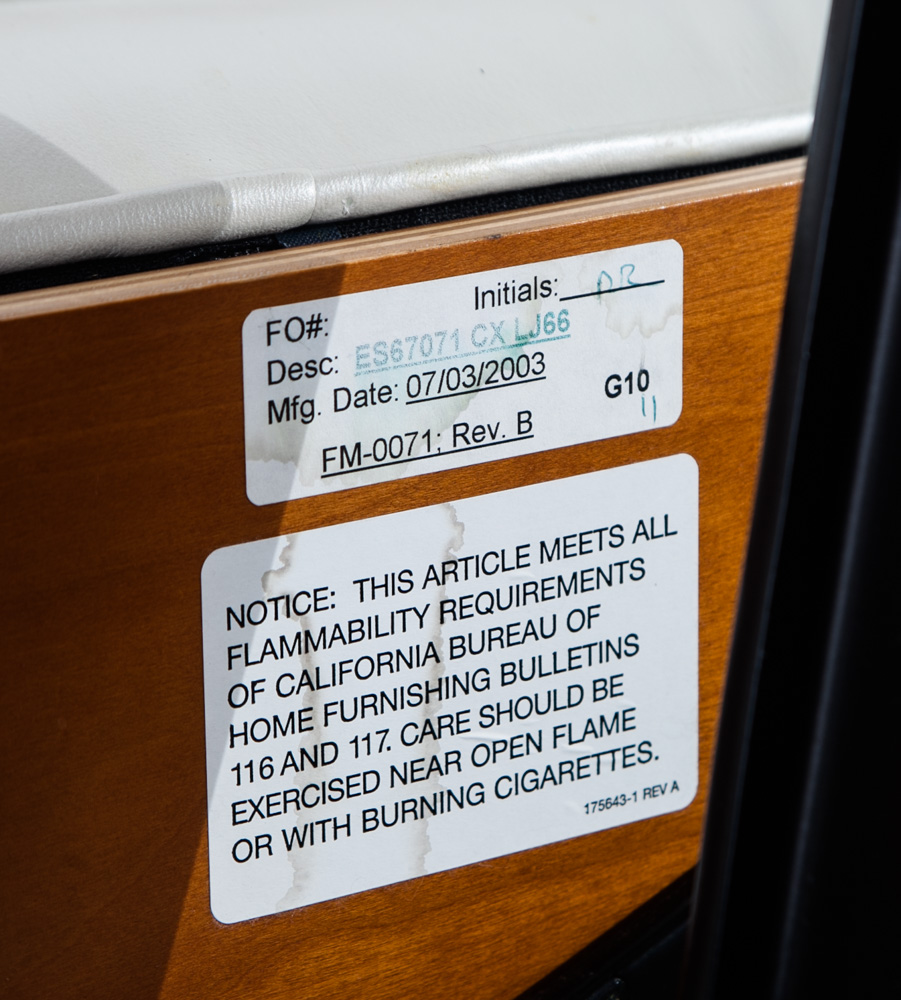 Initials:
FO#:
Desc: ES67071 CX LJ66
Mfg. Date: 07/03/2003
G10
11
FM-0071; Rev. B
NOTICE: THIS ARTICLE MEETS ALL
FLAMMABILITY REQUIREMENTS
OF CALIFORNIA BUREAU OF
HOME FURNISHING BULLETINS
116 AND 117. CARE SHOULD BE
EXERCISED NEAR OPEN FLAME
OR WITH BURNING CIGARETTES.
175643-1 REV A